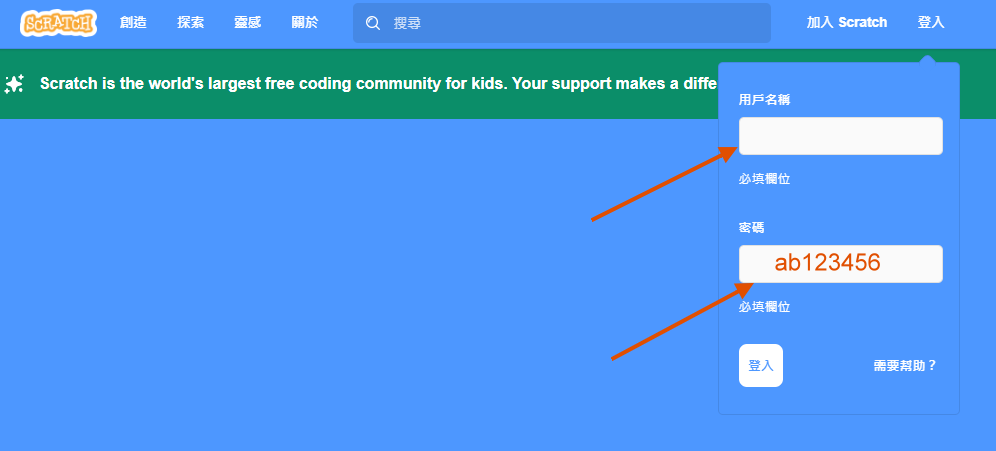 SCRATCH 創造 探索 靈感 關於 搜尋 加入 Scratch 登入
Scratch is the world's largest free coding community for kids. Your support makes a diffe
用戶名稱
必填欄位
密碼
ab123456
必填欄位
登入 需要幫助？